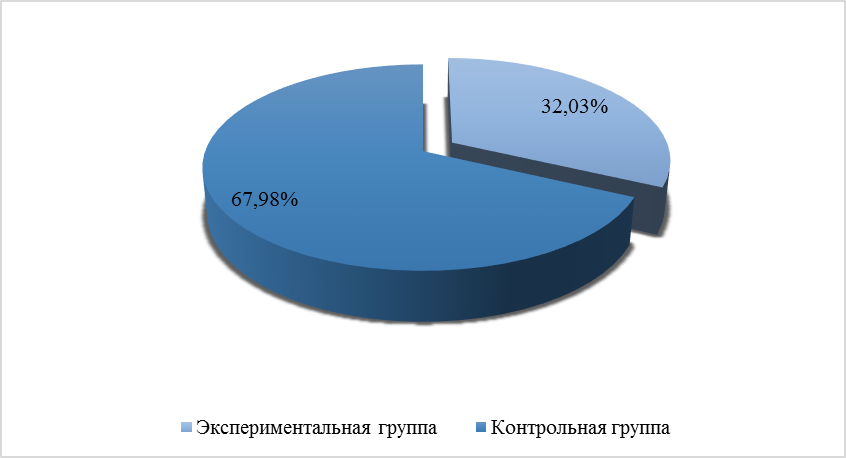 32,03%
67,98%
Экспериментальная группа
Контрольная группа